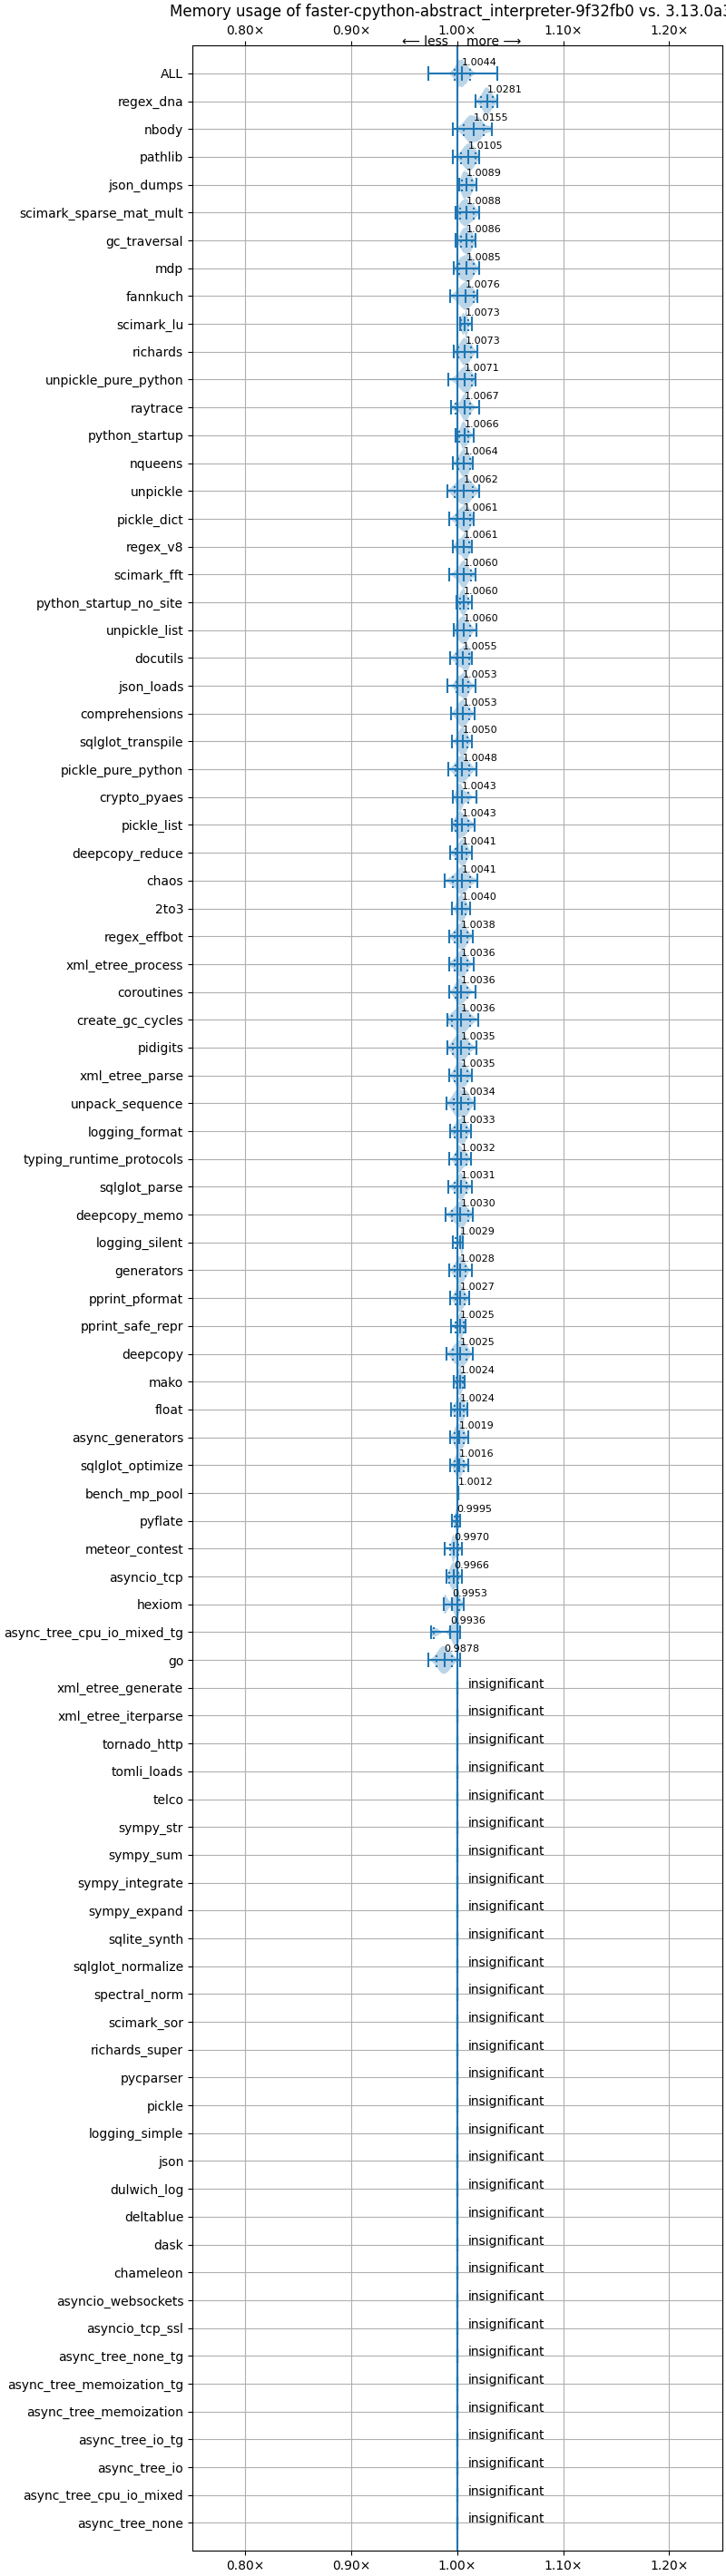 Memory usage of faster-cpython-abstract_interpreter-9f32fb0 vs. 3.13.0a3
0.80× 0.90× 1.00× 1.10× 1.20×
⟵ less more ⟶
ALL 1.0044
regex_dna 1.0281
nbody 1.0155
pathlib 1.0105
json_dumps 1.0089
scimark_sparse_mat_mult 1.0088
gc_traversal 1.0086
mdp 1.0085
fannkuch 1.0076
scimark_lu 1.0073
richards 1.0073
unpickle_pure_python 1.0071
raytrace 1.0067
python_startup 1.0066
nqueens 1.0064
unpickle 1.0062
pickle_dict 1.0061
regex_v8 1.0061
scimark_fft 1.0060
python_startup_no_site 1.0060
unpickle_list 1.0060
docutils 1.0055
json_loads 1.0053
comprehensions 1.0053
sqlglot_transpile 1.0050
pickle_pure_python 1.0048
crypto_pyaes 1.0043
pickle_list 1.0043
deepcopy_reduce 1.0041
chaos 1.0041
2to3 1.0040
regex_effbot 1.0038
xml_etree_process 1.0036
coroutines 1.0036
create_gc_cycles 1.0036
pidigits 1.0035
xml_etree_parse 1.0035
unpack_sequence 1.0034
logging_format 1.0033
typing_runtime_protocols 1.0032
sqlglot_parse 1.0031
deepcopy_memo 1.0030
logging_silent 1.0029
generators 1.0028
pprint_pformat 1.0027
pprint_safe_repr 1.0025
deepcopy 1.0025
mako 1.0024
float 1.0024
async_generators 1.0019
sqlglot_optimize 1.0016
bench_mp_pool 1.0012
pyflate 0.9995
meteor_contest 0.9970
asyncio_tcp 0.9966
hexiom 0.9953
async_tree_cpu_io_mixed_tg 0.9936
go 0.9878
xml_etree_generate insignificant
xml_etree_iterparse insignificant
tornado_http insignificant
tomli_loads insignificant
telco insignificant
sympy_str insignificant
sympy_sum insignificant
sympy_integrate insignificant
sympy_expand insignificant
sqlite_synth insignificant
sqlglot_normalize insignificant
spectral_norm insignificant
scimark_sor insignificant
richards_super insignificant
pycparser insignificant
pickle insignificant
logging_simple insignificant
json insignificant
dulwich_log insignificant
deltablue insignificant
dask insignificant
chameleon insignificant
asyncio_websockets insignificant
asyncio_tcp_ssl insignificant
async_tree_none_tg insignificant
async_tree_memoization_tg insignificant
async_tree_memoization insignificant
async_tree_io_tg insignificant
async_tree_io insignificant
async_tree_cpu_io_mixed insignificant
async_tree_none insignificant
0.80× 0.90× 1.00× 1.10× 1.20×